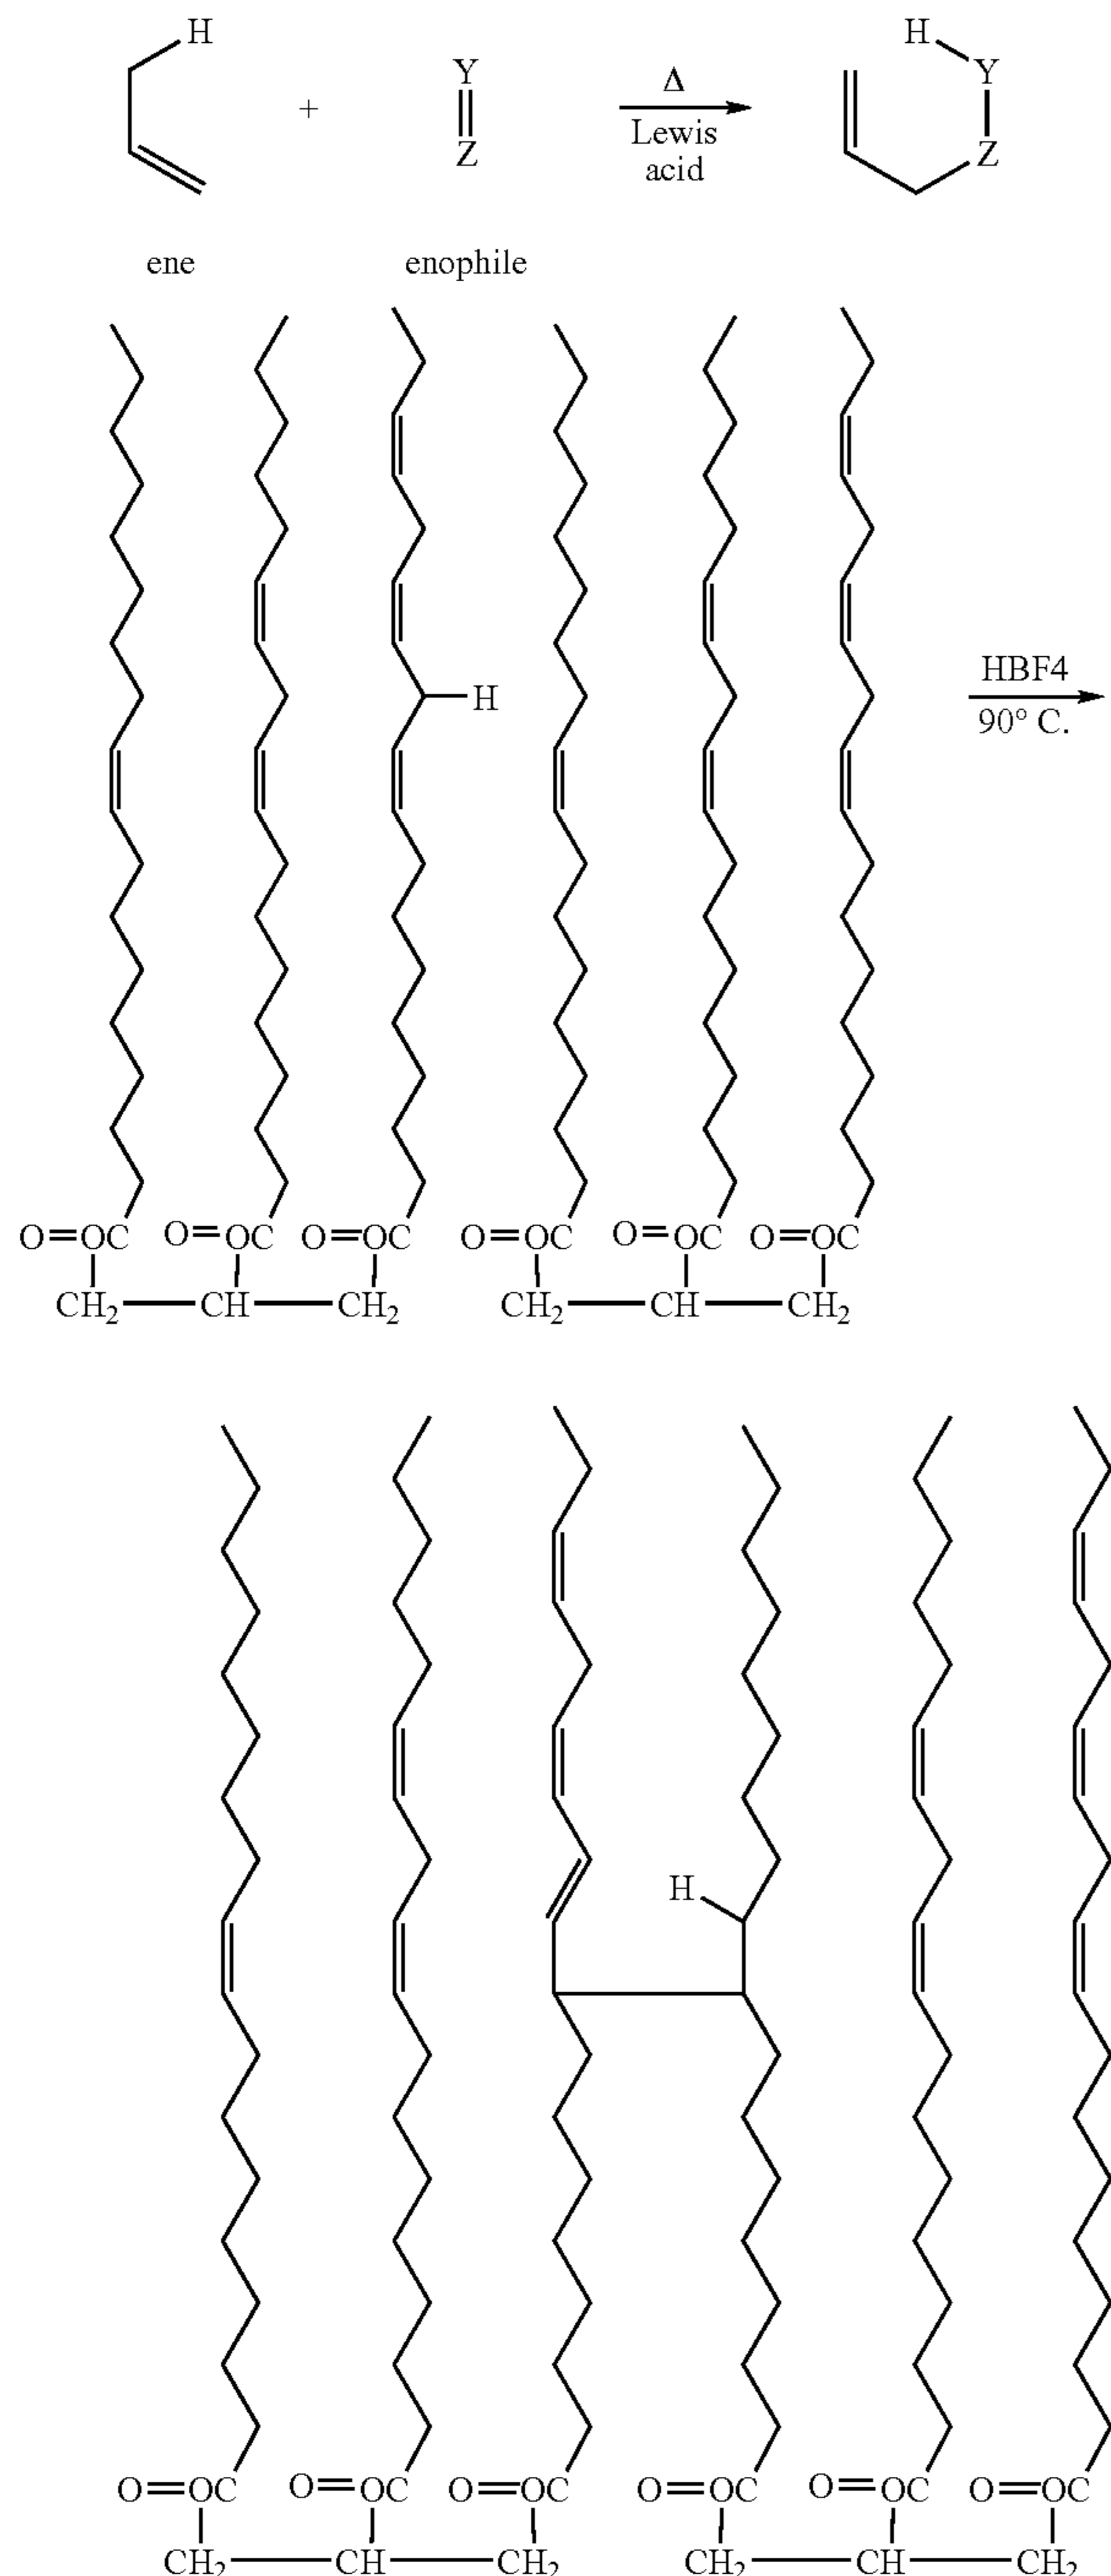 H
H
Y
Z
+
Δ
Lewis
acid
Y
Z
ene enophile
H
HBF4
90° C.
O=OC O=OC O=OC O=OC O=OC O=OC
CH2 CH CH2 CH2 CH CH2
H
O=OC O=OC O=OC O=OC O=OC O=OC
CH2 CH CH2 CH2 CH CH2